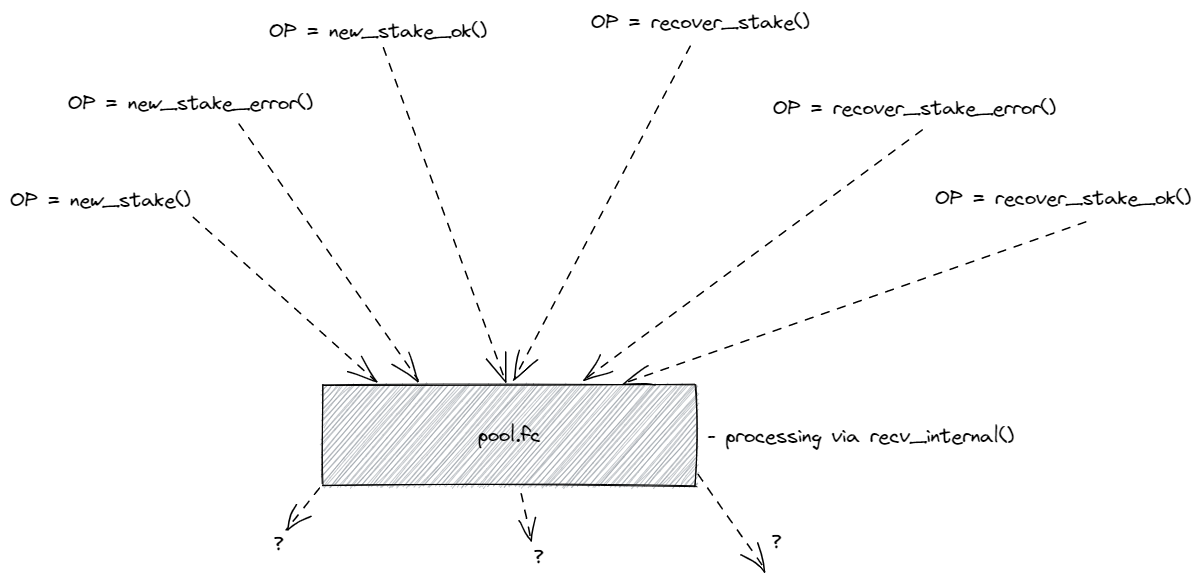 OP = new_stake_ok()
OP = recover_stake()
OP = new_stake_error()
OP = recover_stake_error()
OP = new_stake()
OP = recover_stake_ok()
pool.fc
- processing via recv_internal()
?
?
?